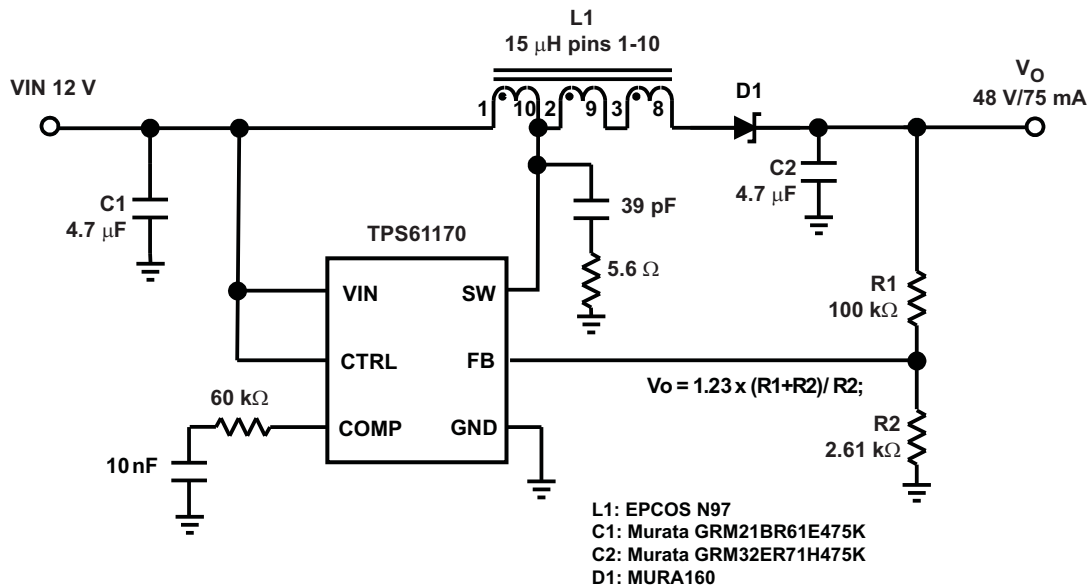 L1
15 μH pins 1-10
VIN 12 V
1
10
2
9
3
8
D1
VO
48 V/75 mA
C1
4.7 μF
C2
4.7 μF
39 pF
5.6 Ω
TPS61170
VIN
SW
CTRL
FB
COMP
GND
R1
100 kΩ
Vo = 1.23 x (R1+R2)/ R2;
60 kΩ
10 nF
R2
2.61 kΩ
L1: EPCOS N97
C1: Murata GRM21BR61E475K
C2: Murata GRM32ER71H475K
D1: MURA160